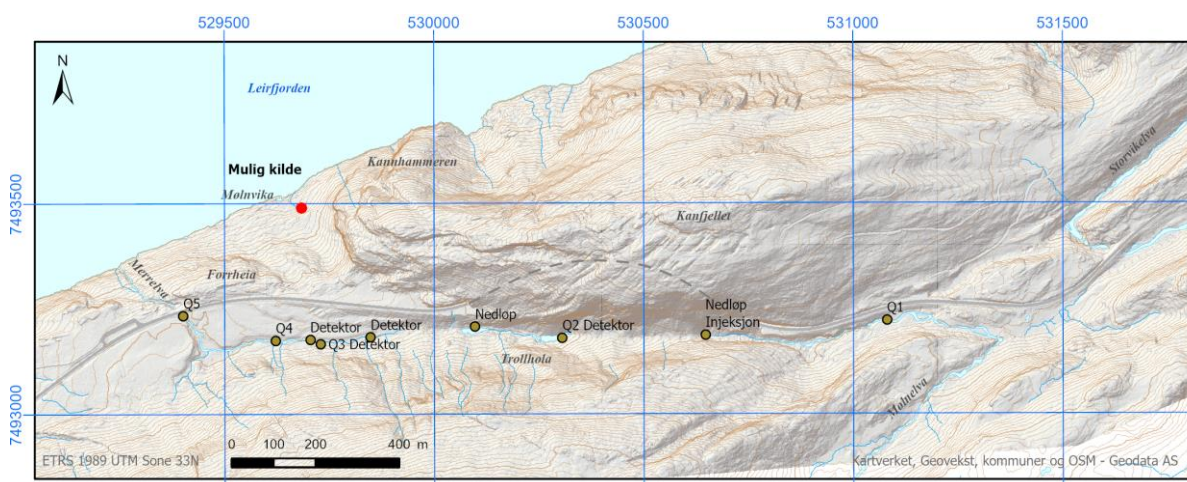 529500
530000
530500
531000
531500
N
Leirfjorden
Kannhammeren
Storvikelva
Mulig kilde
Mølnvika
7493500
Kanfjellet
Merrelva
Forrheia
Q5
Nedløp
Q1
Nedløp
Injeksjon
Q4
Detektor
Detektor
Q2 Detektor
Q3 Detektor
Trollhola
Mølnelva
7493000
0 100 200 400 m
ETRS 1989 UTM Sone 33N
Kartverket, Geovekst, kommuner og OSM - Geodata AS